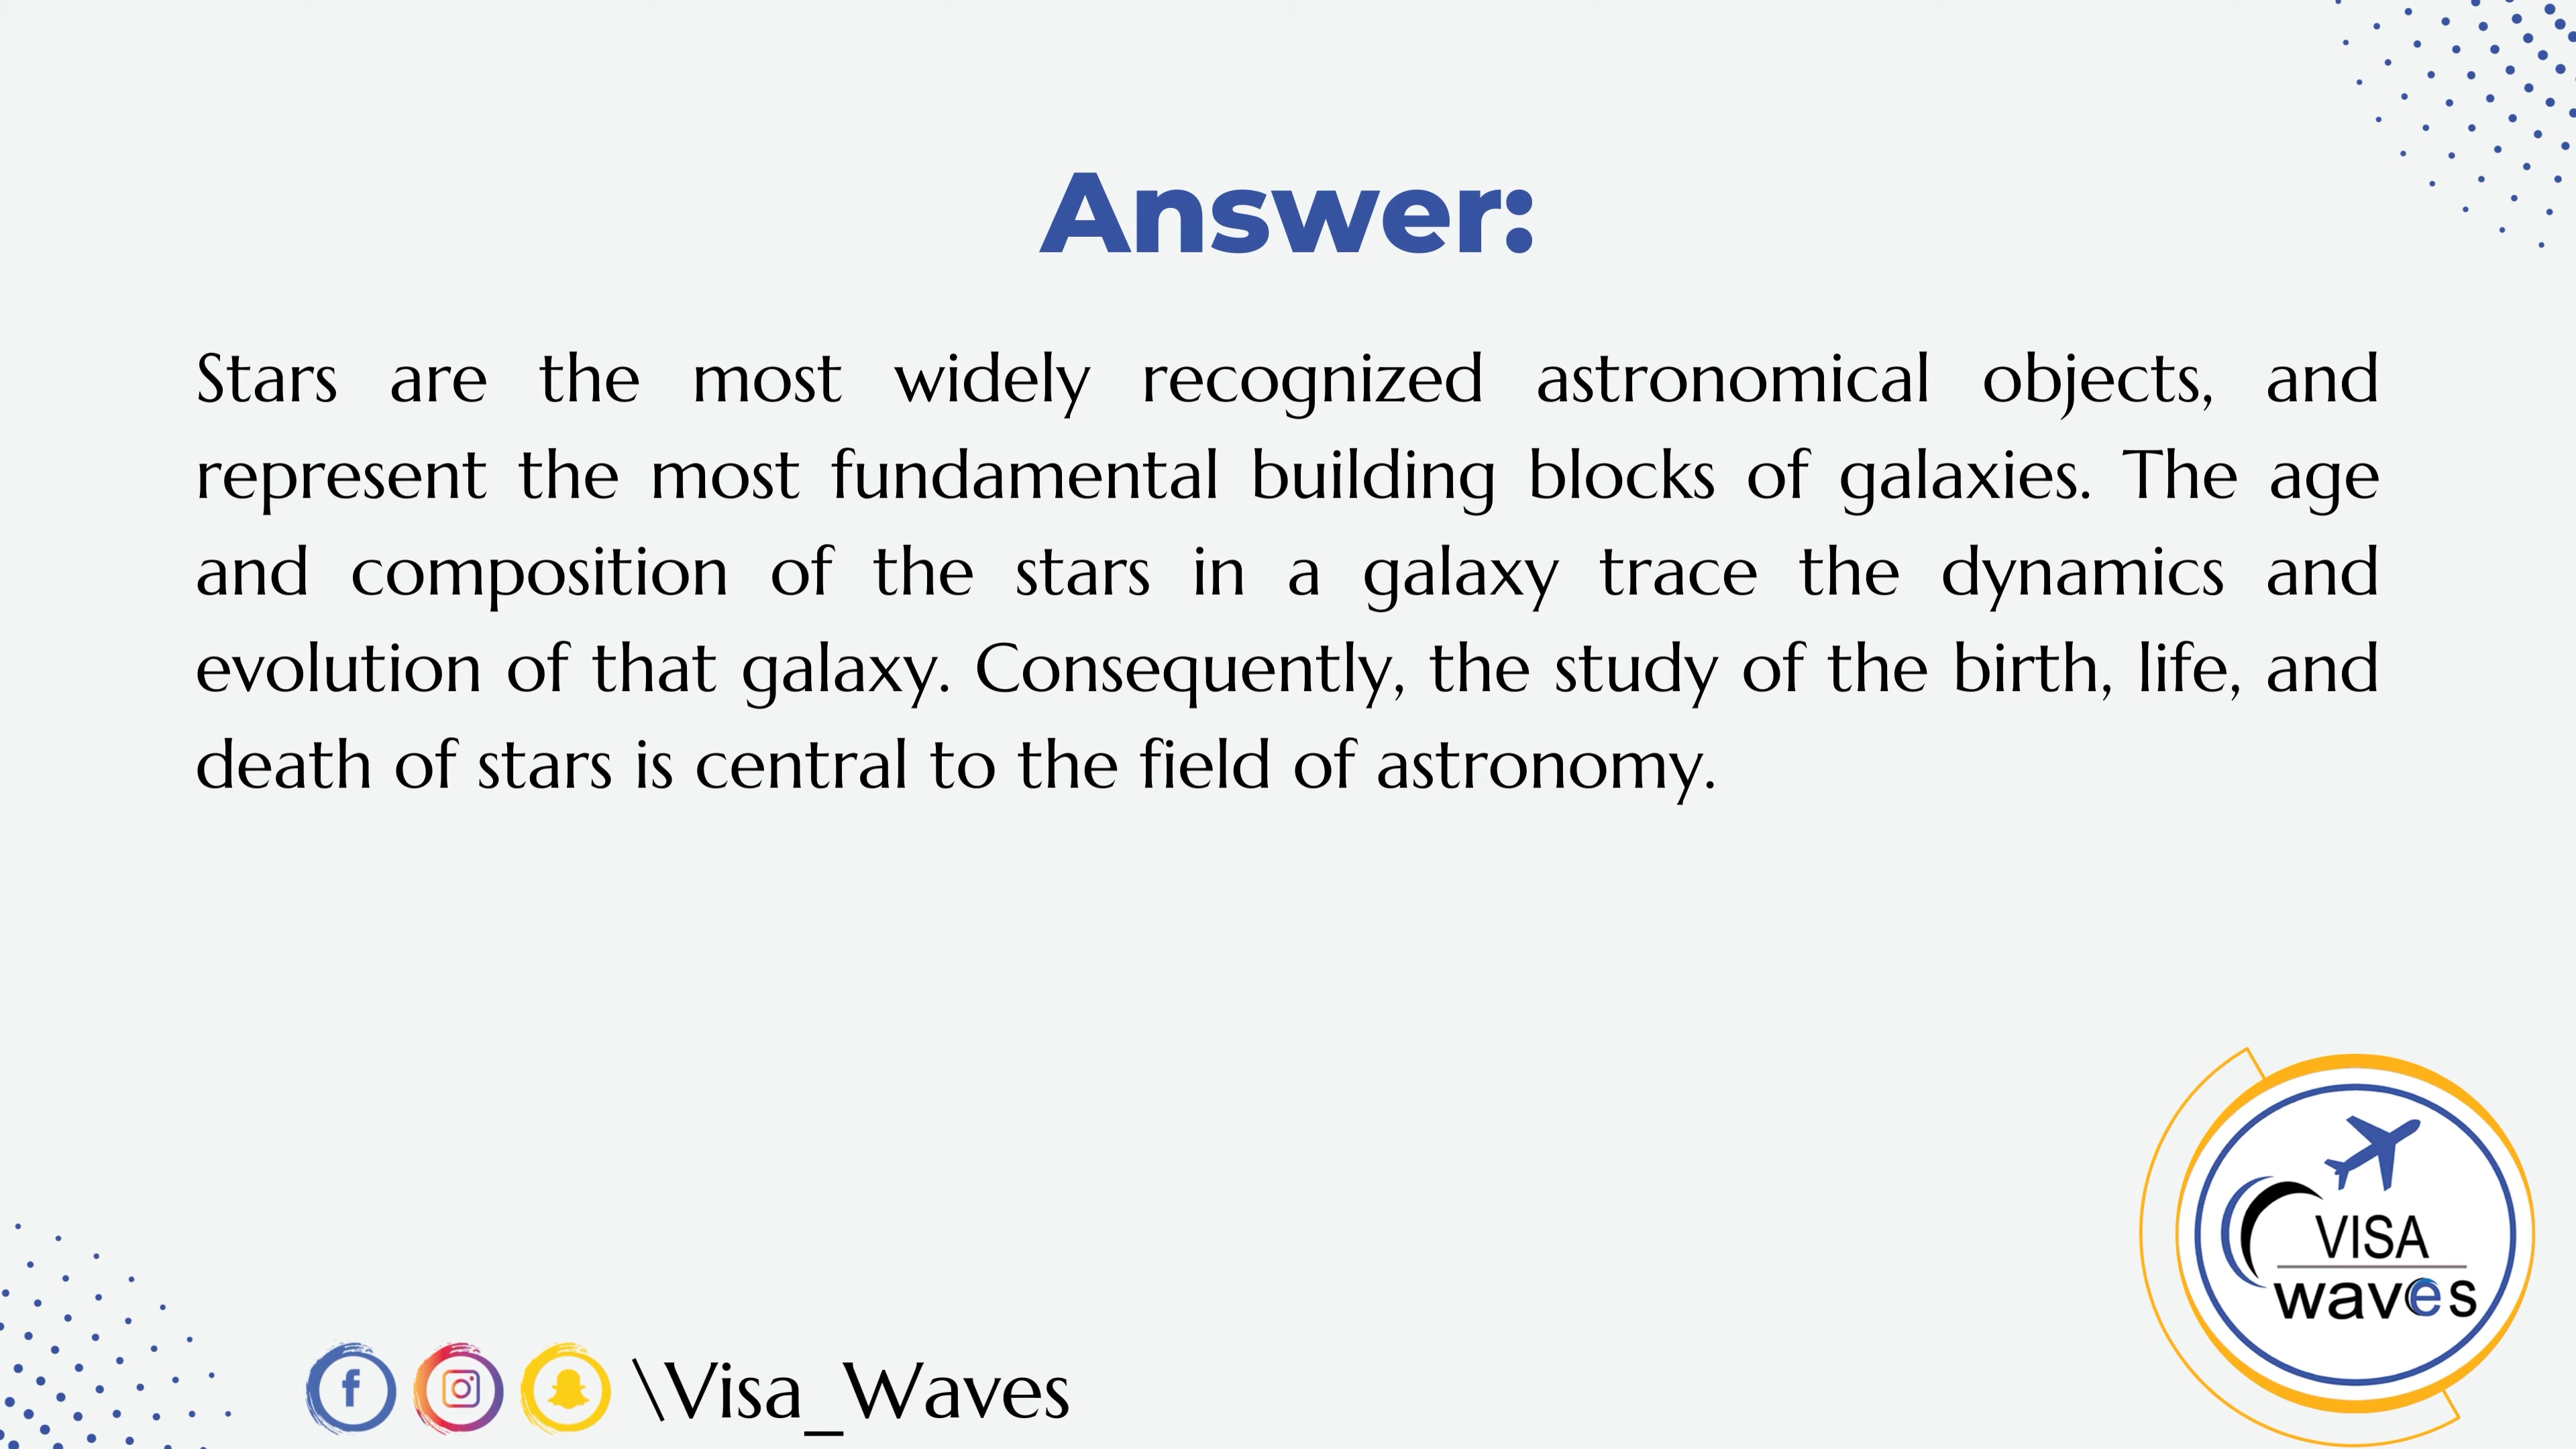 Answer:
Stars are the most widely recognized astronomical objects, and
represent the most fundamental building blocks of galaxies. The age
and composition of the stars in a galaxy trace the dynamics and
evolution of that galaxy. Consequently, the study of the birth, life, and
death of stars is central to the field of astronomy.
VISA
waves
\Visa_Waves